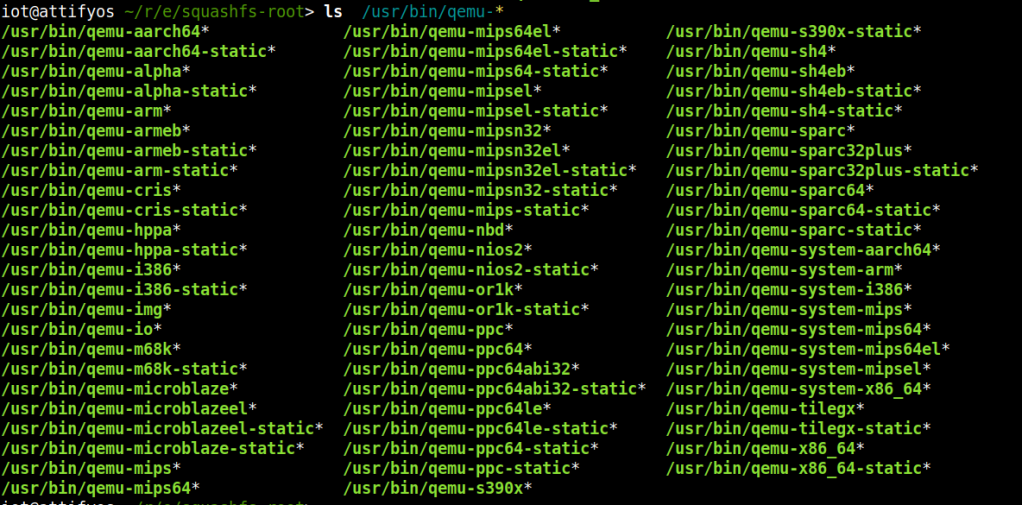 iot@attifyos ~/r/e/squashfs-root> ls  /usr/bin/qemu-*
/usr/bin/qemu-aarch64* /usr/bin/qemu-mips64el* /usr/bin/qemu-s390x-static*
/usr/bin/qemu-aarch64-static* /usr/bin/qemu-mips64el-static* /usr/bin/qemu-sh4*
/usr/bin/qemu-alpha* /usr/bin/qemu-mips64-static* /usr/bin/qemu-sh4eb*
/usr/bin/qemu-alpha-static* /usr/bin/qemu-mipsel* /usr/bin/qemu-sh4eb-static*
/usr/bin/qemu-arm* /usr/bin/qemu-mipsel-static* /usr/bin/qemu-sh4-static*
/usr/bin/qemu-armeb* /usr/bin/qemu-mipsn32* /usr/bin/qemu-sparc*
/usr/bin/qemu-armeb-static* /usr/bin/qemu-mipsn32el* /usr/bin/qemu-sparc32plus*
/usr/bin/qemu-arm-static* /usr/bin/qemu-mipsn32el-static* /usr/bin/qemu-sparc32plus-static*
/usr/bin/qemu-cris* /usr/bin/qemu-mipsn32-static* /usr/bin/qemu-sparc64*
/usr/bin/qemu-cris-static* /usr/bin/qemu-mips-static* /usr/bin/qemu-sparc64-static*
/usr/bin/qemu-hppa* /usr/bin/qemu-nbd* /usr/bin/qemu-sparc-static*
/usr/bin/qemu-hppa-static* /usr/bin/qemu-nios2* /usr/bin/qemu-system-aarch64*
/usr/bin/qemu-i386* /usr/bin/qemu-nios2-static* /usr/bin/qemu-system-arm*
/usr/bin/qemu-i386-static* /usr/bin/qemu-or1k* /usr/bin/qemu-system-i386*
/usr/bin/qemu-img* /usr/bin/qemu-or1k-static* /usr/bin/qemu-system-mips*
/usr/bin/qemu-io* /usr/bin/qemu-ppc* /usr/bin/qemu-system-mips64*
/usr/bin/qemu-m68k* /usr/bin/qemu-ppc64* /usr/bin/qemu-system-mips64el*
/usr/bin/qemu-m68k-static* /usr/bin/qemu-ppc64abi32* /usr/bin/qemu-system-mipsel*
/usr/bin/qemu-microblaze* /usr/bin/qemu-ppc64abi32-static* /usr/bin/qemu-system-x86_64*
/usr/bin/qemu-microblazeel* /usr/bin/qemu-ppc64le* /usr/bin/qemu-tilegx*
/usr/bin/qemu-microblazeel-static* /usr/bin/qemu-ppc64le-static* /usr/bin/qemu-tilegx-static*
/usr/bin/qemu-microblaze-static* /usr/bin/qemu-ppc64-static* /usr/bin/qemu-x86_64*
/usr/bin/qemu-mips* /usr/bin/qemu-ppc-static* /usr/bin/qemu-x86_64-static*
/usr/bin/qemu-mips64* /usr/bin/qemu-s390x*
iot@attifyos ~/r/e/squashfs-root>